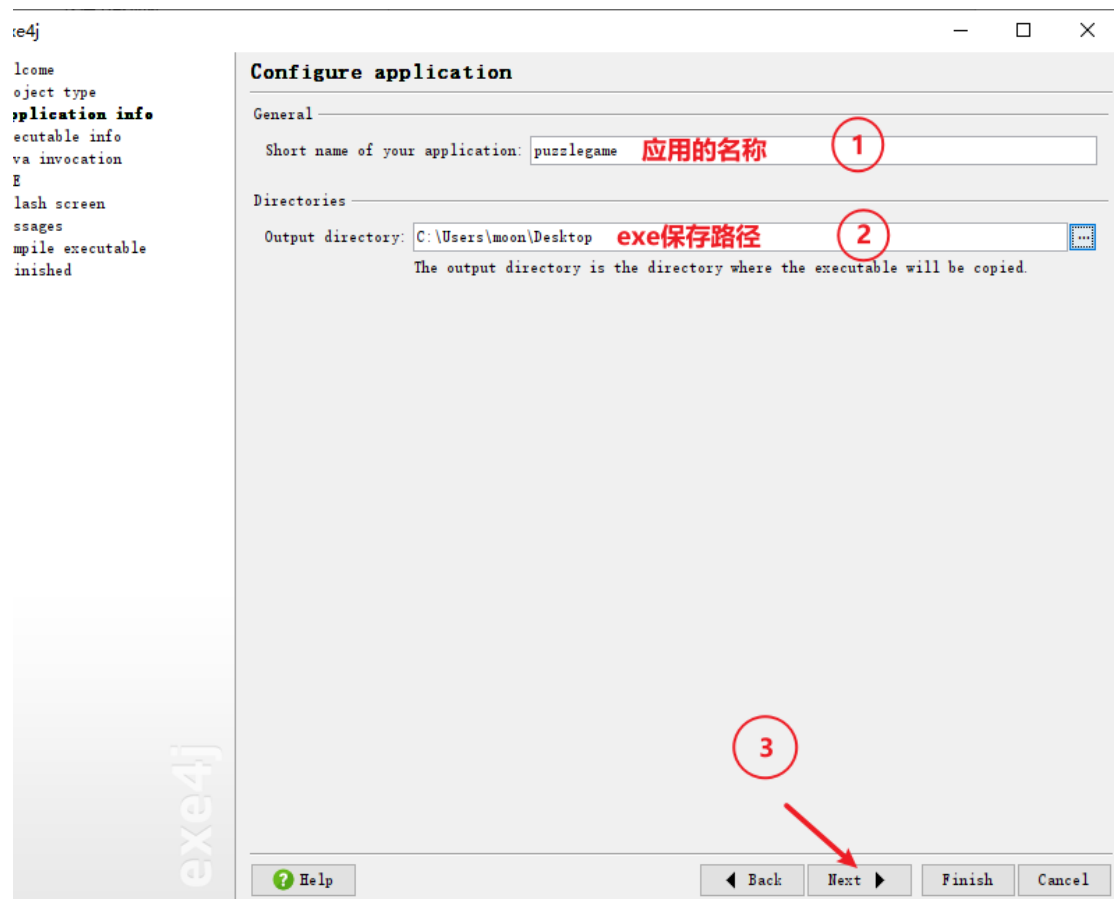 xe4j
lcome
oject type
pplication info
ecutable info
va invocation
E
lash screen
ssages
mpile executable
inished
Configure application
General
Short name of your application: puzzlegame 应用的名称 1
Directories
Output directory: C:\Users\moon\Desktop exe保存路径 2 ...
The output directory is the directory where the executable will be copied.
3
exe4j
? Help Back Next Finish Cancel